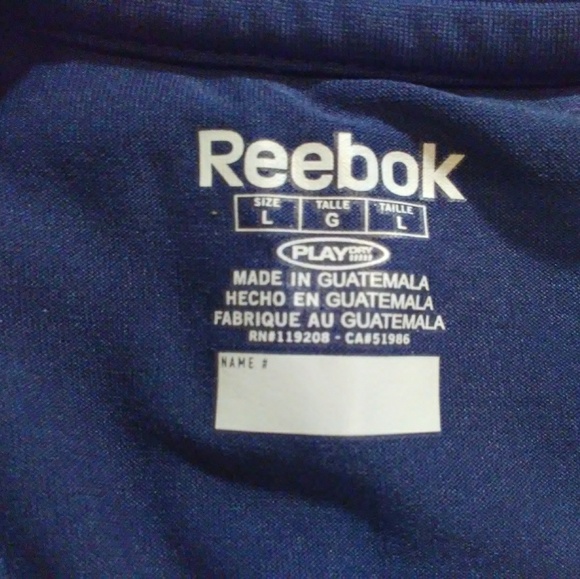 Reebok
SIZE TALLE TAILLE
L G L
PLAYDRY
MADE IN GUATEMALA
HECHO EN GUATEMALA
FABRIQUE AU GUATEMALA
RN#119208 - CA#51986
NAME #